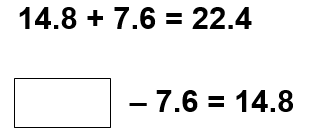 14.8 + 7.6 = 22.4
– 7.6 = 14.8